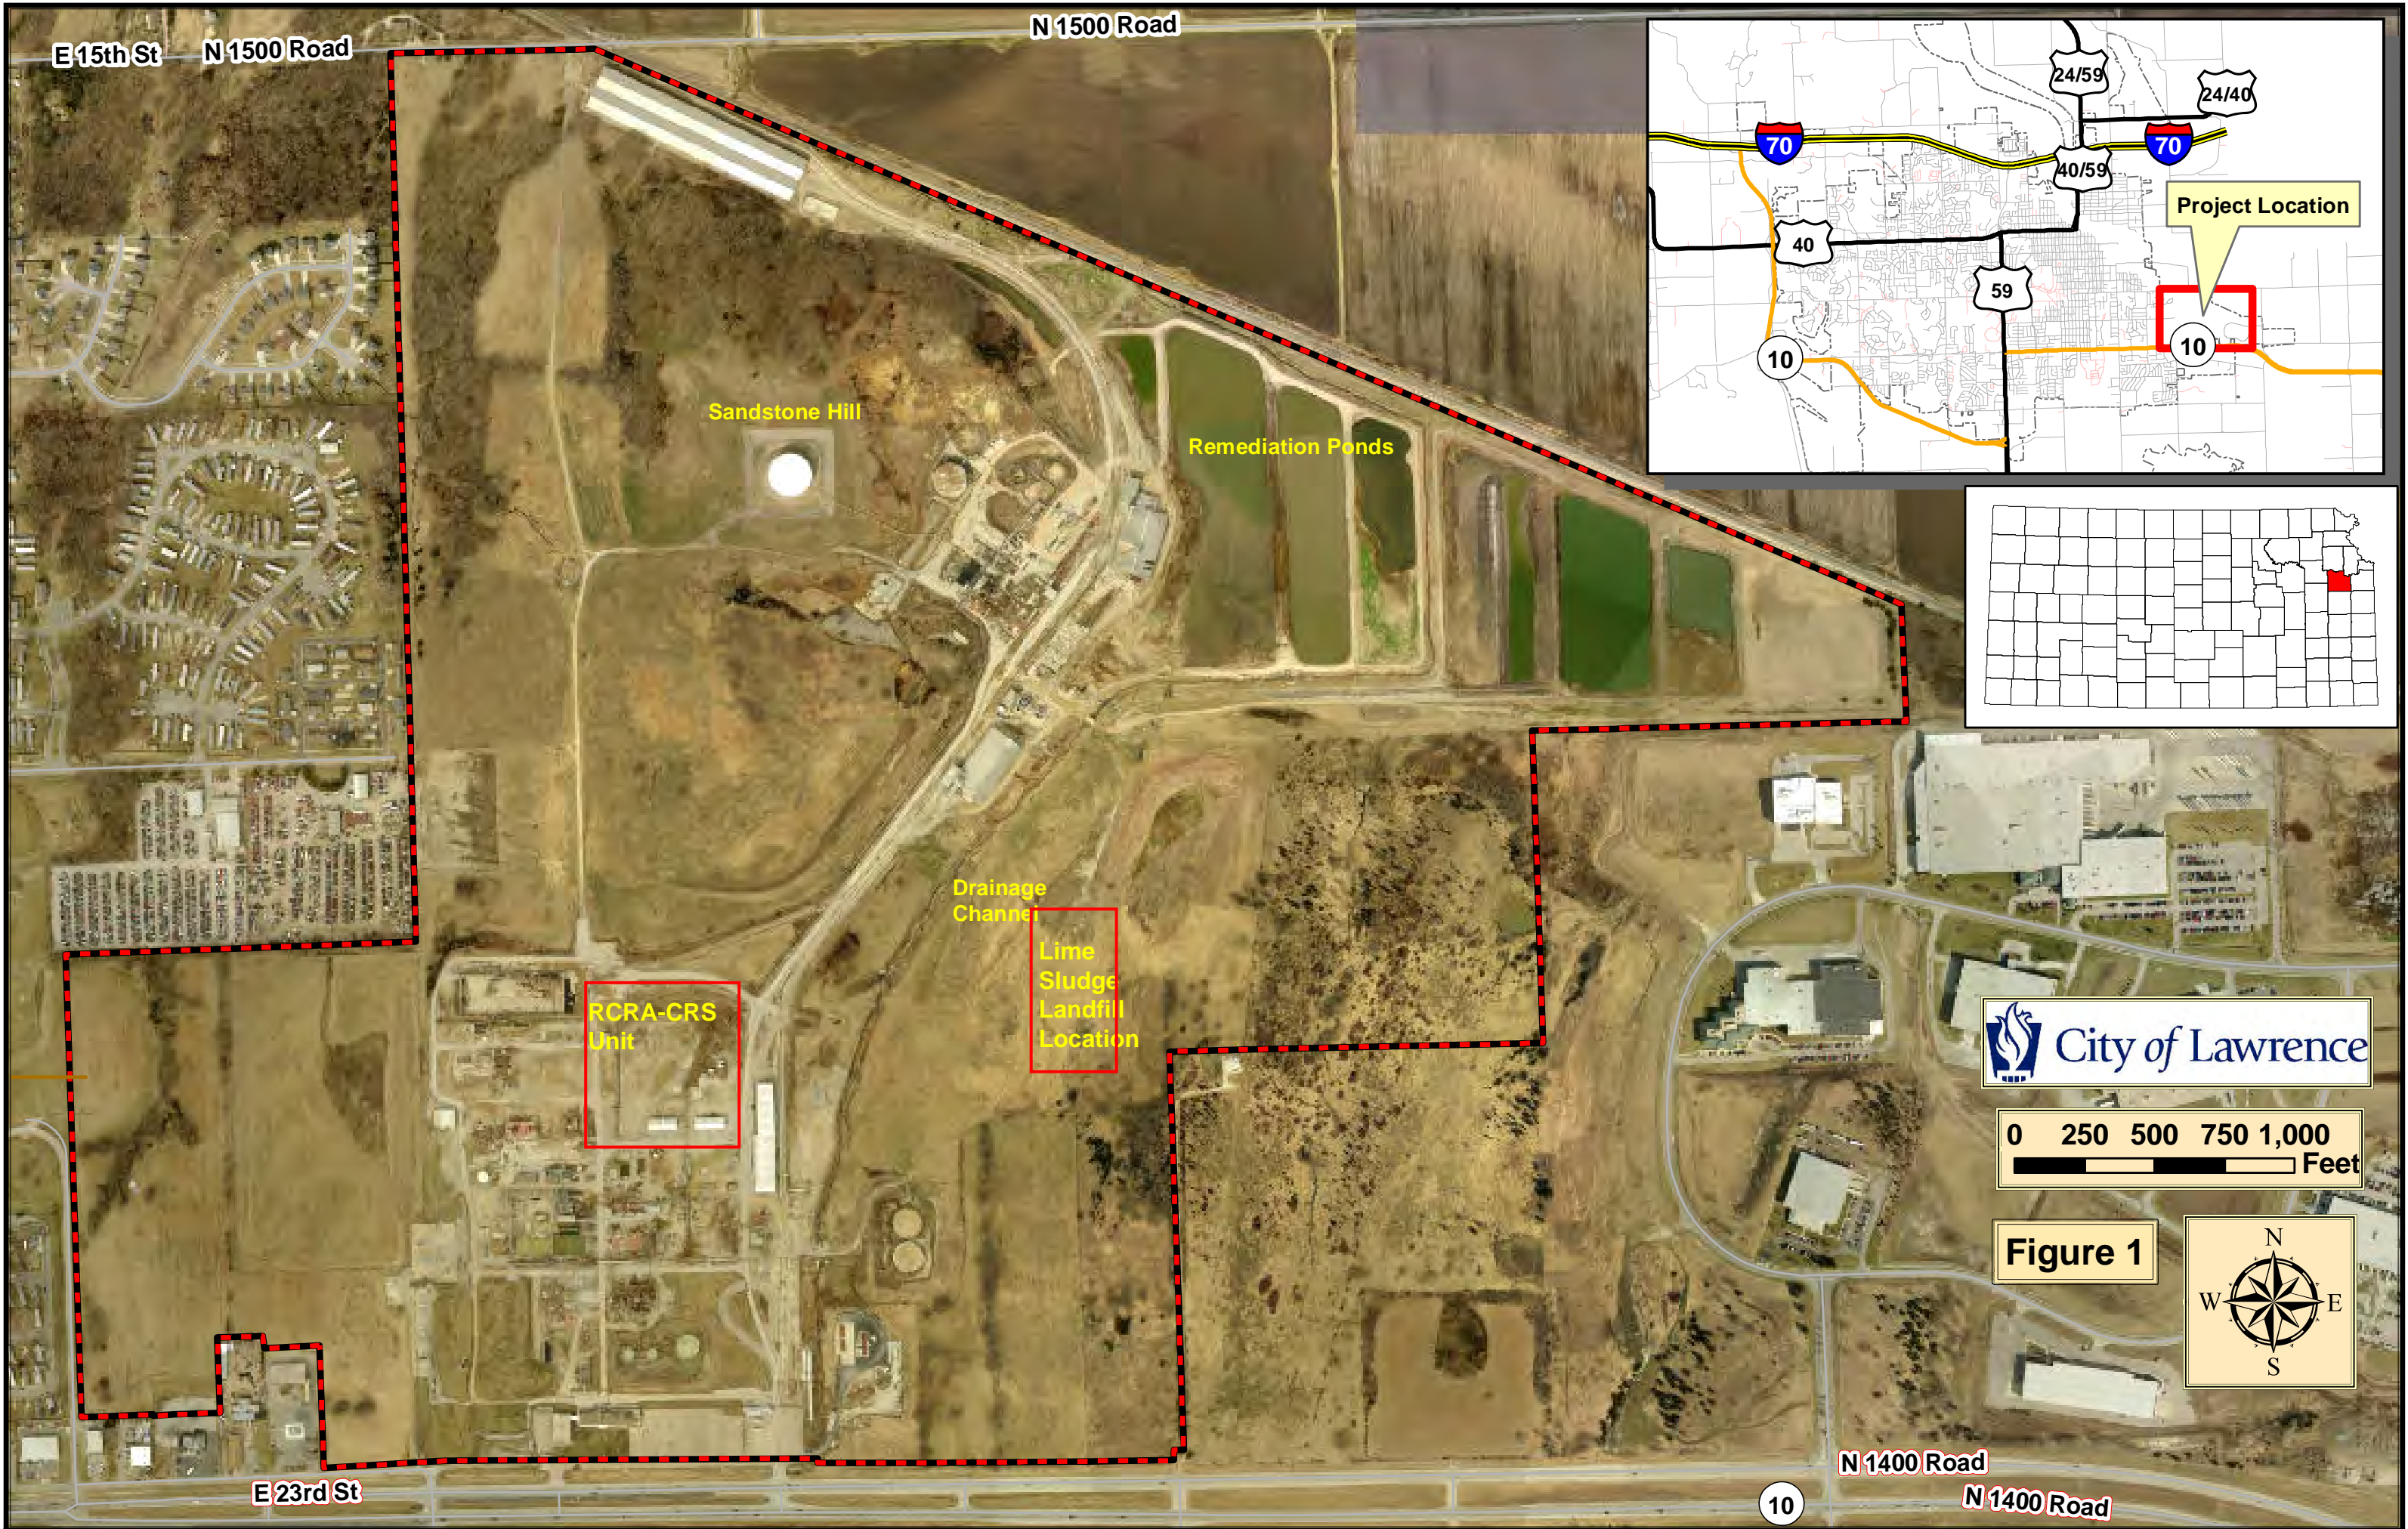 E 15th St
N 1500 Road
N 1500 Road
24/59
24/40
70
70
40/59
Project Location
40
59
10
10
Sandstone Hill
Remediation Ponds
Drainage
Channel
Lime
Sludge
Landfill
Location
RCRA-CRS
Unit
City of Lawrence
0 250 500 750 1,000
Feet
Figure 1
N
W
E
S
N 1400 Road
E 23rd St
10
N 1400 Road